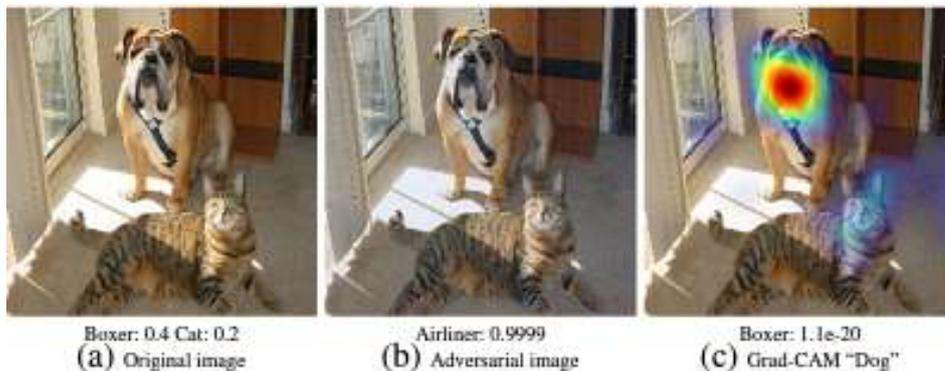 Boxer: 0.4 Cat: 0.2
(a) Original image
Airliner: 0.9999
(b) Adversarial image
Boxer: 1.1e-20
(c) Grad-CAM “Dog”